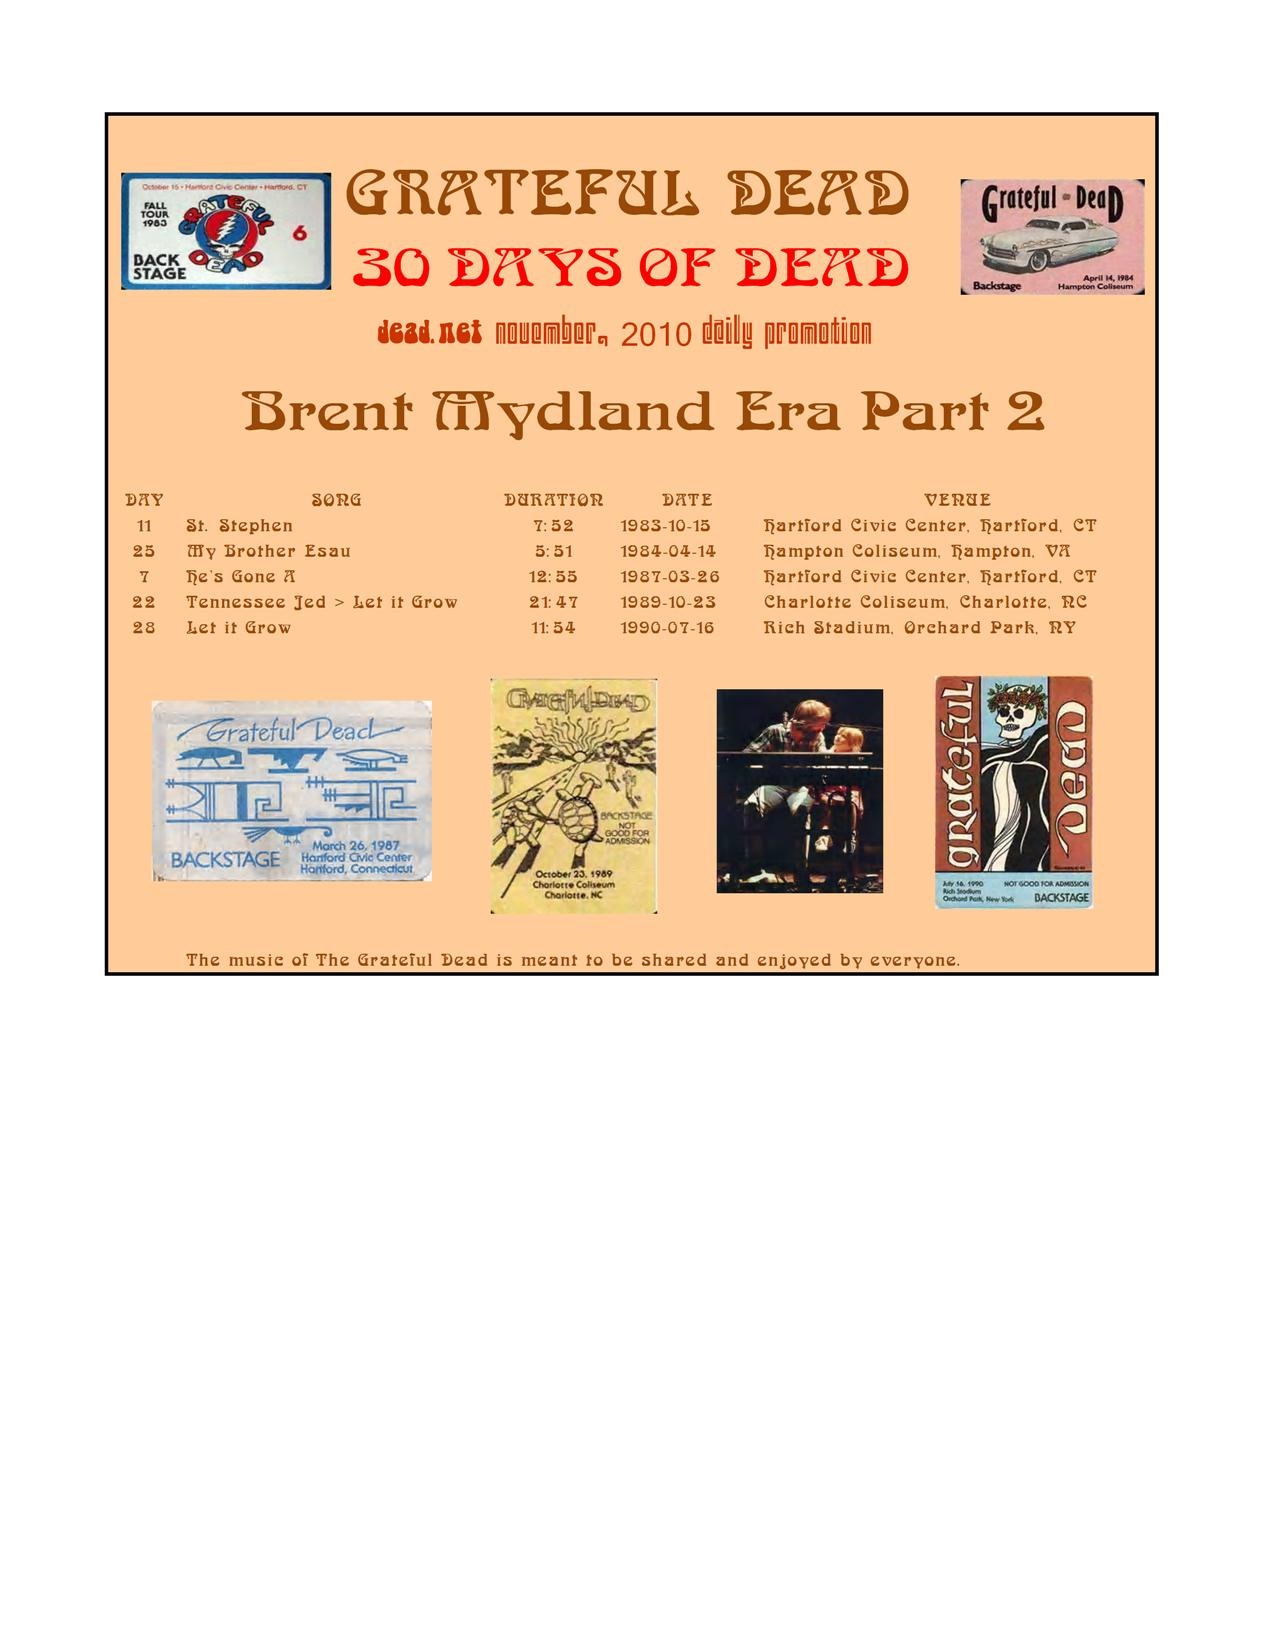 October 15 • Hartford Civic Center • Hartford, CT
FALL
TOUR
1983
GRATEFUL
DEAD
6
BACK
STAGE
GRATEFUL DEAD
30 DAYS OF DEAD
dead.net november, 2010 daily promotion
Grateful Dead
April 14, 1984
Backstage Hampton Coliseum
Brent Mydland Era Part 2
DAY SONG DURATION DATE VENUE
11 St. Stephen 7:52 1983-10-15 Hartford Civic Center, Hartford, CT
25 My Brother Esau 5:51 1984-04-14 Hampton Coliseum, Hampton, VA
7 He's Gone A 12:55 1987-03-26 Hartford Civic Center, Hartford, CT
22 Tennessee Jed > Let it Grow 21:47 1989-10-23 Charlotte Coliseum, Charlotte, NC
28 Let it Grow 11:54 1990-07-16 Rich Stadium, Orchard Park, NY
Grateful Dead
March 26, 1987
BACKSTAGE Hartford Civic Center
Hartford, Connecticut
Grateful Dead
BACKSTAGE
NOT
GOOD FOR
ADMISSION
October 23, 1989
Charlotte Coliseum
Charlotte, NC
grateful
Dead
July 16, 1990 NOT GOOD FOR ADMISSION
Rich Stadium
Orchard Park, New York BACKSTAGE
The music of The Grateful Dead is meant to be shared and enjoyed by everyone.